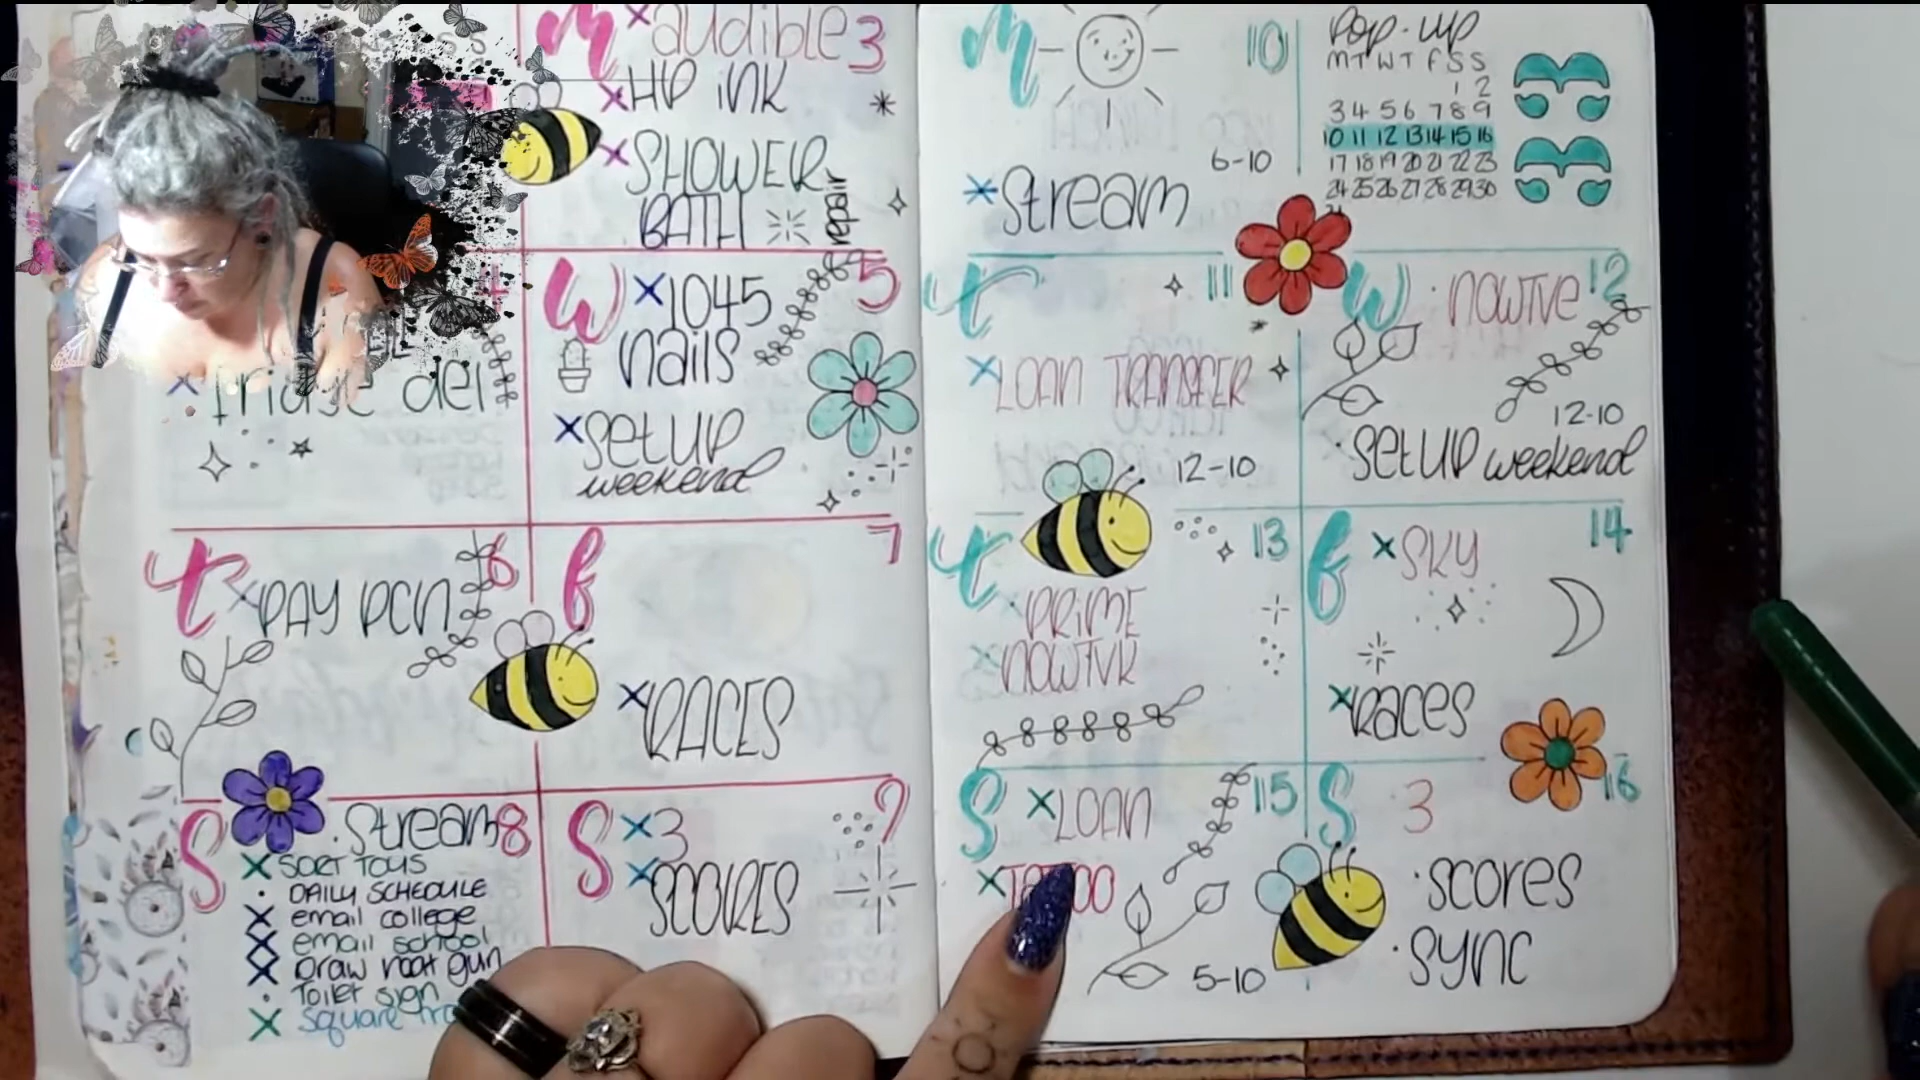 M
audible 3
HP iNK
SHOWER
BATH
repair
W 5
1045
nails
fridge del
SetUP
weekend
t 6
PAY PCN
f 7
RACES
S
Stream 8
SORT TOYS
DAILY SCHEDULE
email college
email school
Toilet sign
S 9
3
SCORES
M 10
6-10
Stream
POP-UP
M T W T F S S
1 2
3 4 5 6 7 8 9
10 11 12 13 14 15 16
17 18 19 20 21 22 23
24 25 26 27 28 29 30
31
t 11
LOAN TRANSFER
12-10
W 12
NOWTVE
12-10
SetUP weekend
t 13
PRiME
NOWTVK
f 14
SKY
Races
S 15
LOAN
5-10
S 16
3
Scores
SYNC